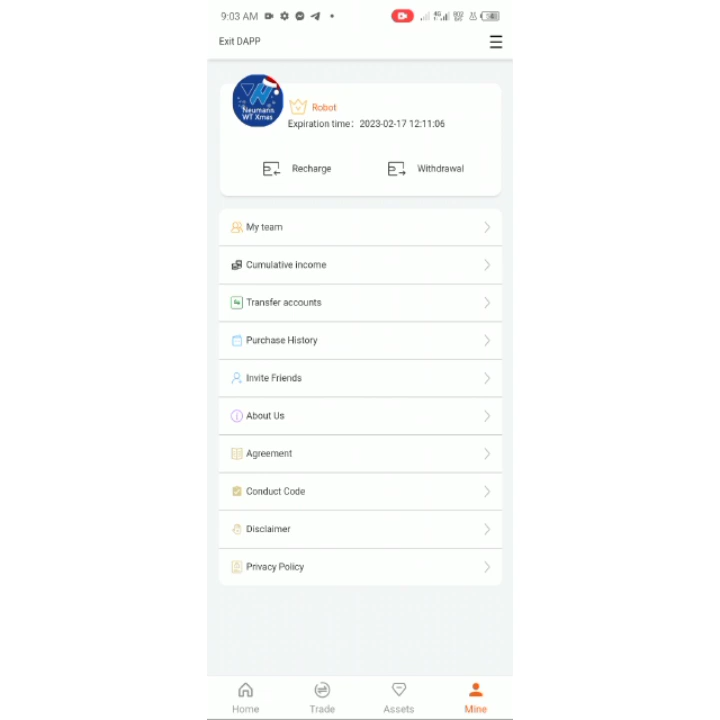 9:03 AM
Exit DAPP
Neumann
WT Xmas
Robot
Expiration time: 2023-02-17 12:11:06
Recharge
Withdrawal
My team
Cumulative income
Transfer accounts
Purchase History
Invite Friends
About Us
Agreement
Conduct Code
Disclaimer
Privacy Policy
Home
Trade
Assets
Mine